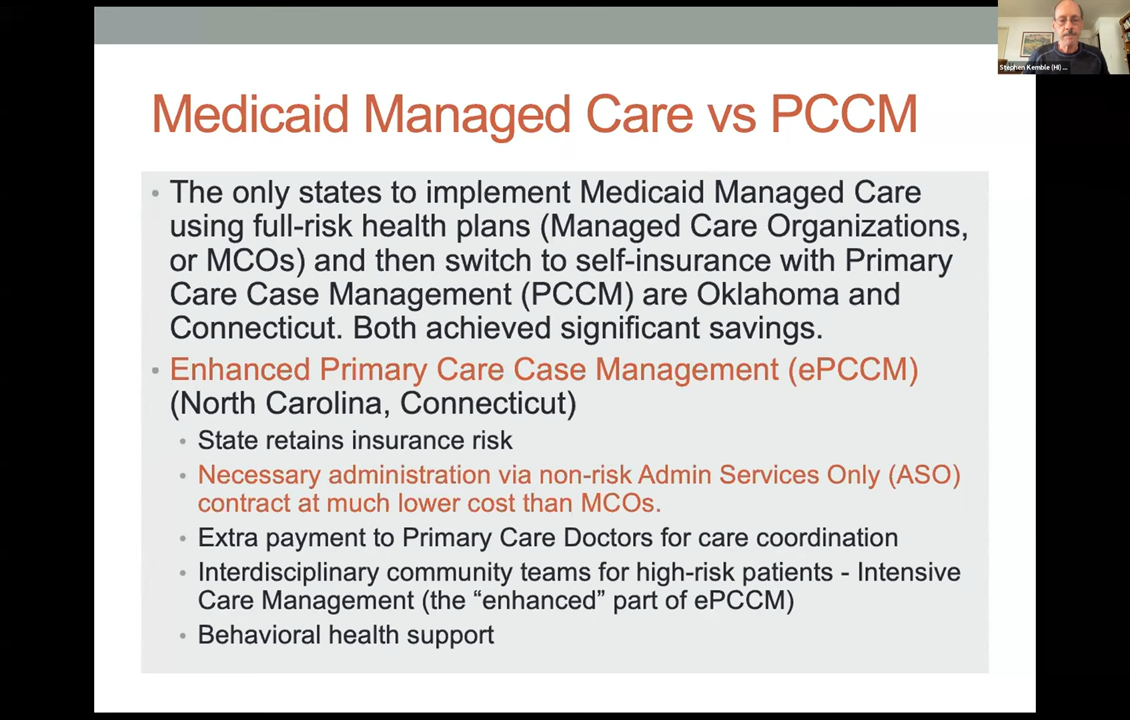 Stephen Kemble (HI) ...
Medicaid Managed Care vs PCCM
• The only states to implement Medicaid Managed Care
using full-risk health plans (Managed Care Organizations,
or MCOs) and then switch to self-insurance with Primary
Care Case Management (PCCM) are Oklahoma and
Connecticut. Both achieved significant savings.
• Enhanced Primary Care Case Management (ePCCM)
(North Carolina, Connecticut)
• State retains insurance risk
• Necessary administration via non-risk Admin Services Only (ASO)
contract at much lower cost than MCOs.
• Extra payment to Primary Care Doctors for care coordination
• Interdisciplinary community teams for high-risk patients - Intensive
Care Management (the “enhanced” part of ePCCM)
• Behavioral health support